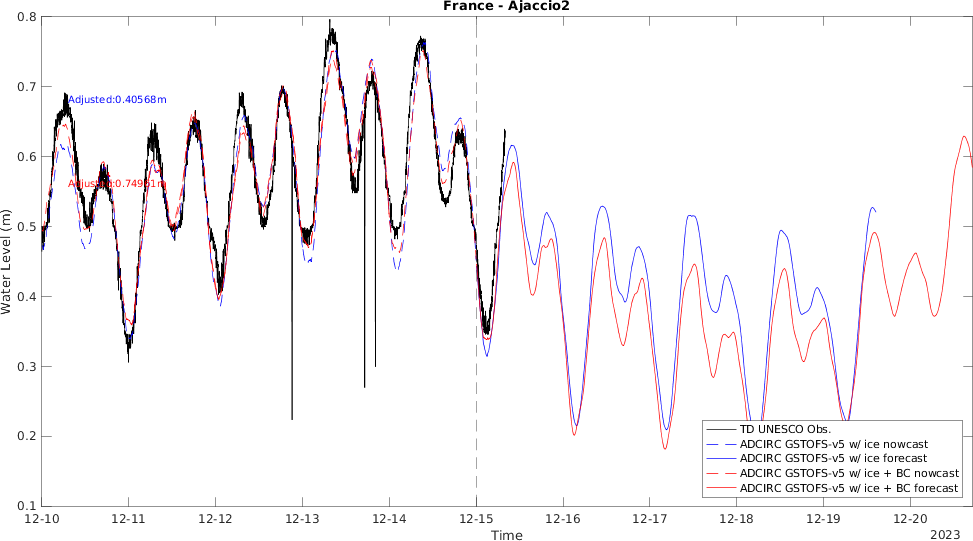 France - Ajaccio2
0.8
0.7
0.6
0.5
0.4
0.3
0.2
0.1
Water Level (m)
Adjusted:0.40568m
TD UNESCO Obs.
ADCIRC GSTOFS-v5 w/ ice nowcast
ADCIRC GSTOFS-v5 w/ ice forecast
ADCIRC GSTOFS-v5 w/ ice + BC nowcast
ADCIRC GSTOFS-v5 w/ ice + BC forecast
12-10 12-11 12-12 12-13 12-14 12-15 12-16 12-17 12-18 12-19 12-20
Time
2023